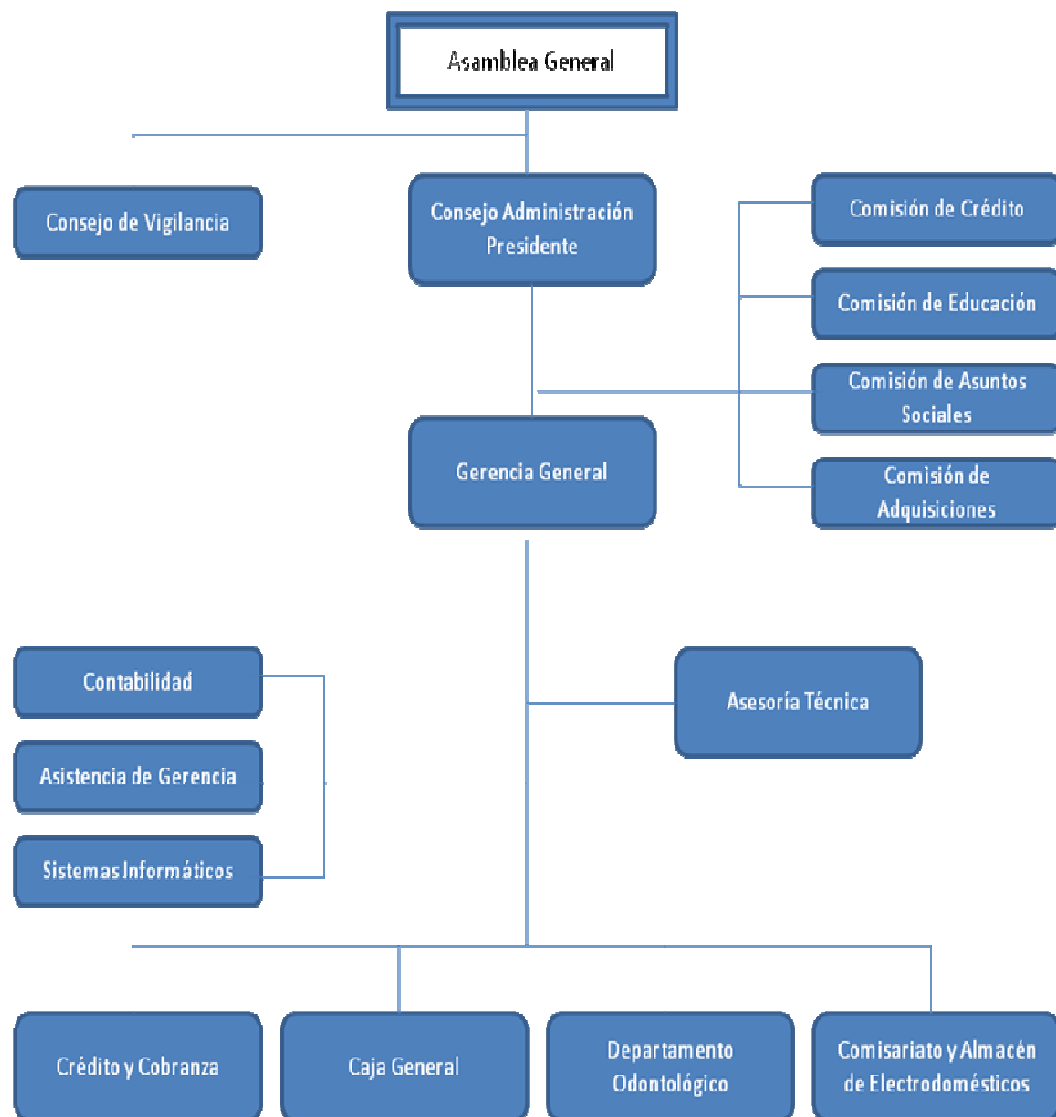 Asamblea General
Consejo de Vigilancia
Consejo Administración
Presidente
Comisión de Crédito
Comisión de Educación
Comisión de Asuntos
Sociales
Gerencia General
Comisión de
Adquisiciones
Contabilidad
Asesoría Técnica
Asistencia de Gerencia
Sistemas Informáticos
Crédito y Cobranza
Caja General
Departamento
Odontológico
Comisariato y Almacén
de Electrodomésticos